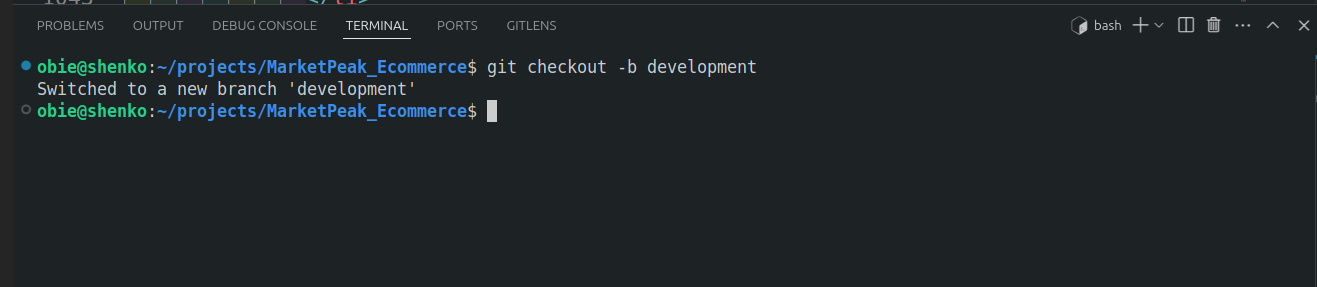 PROBLEMS OUTPUT DEBUG CONSOLE TERMINAL PORTS GITLENS bash
obie@shenko:~/projects/MarketPeak_Ecommerce$ git checkout -b development
Switched to a new branch 'development'
obie@shenko:~/projects/MarketPeak_Ecommerce$